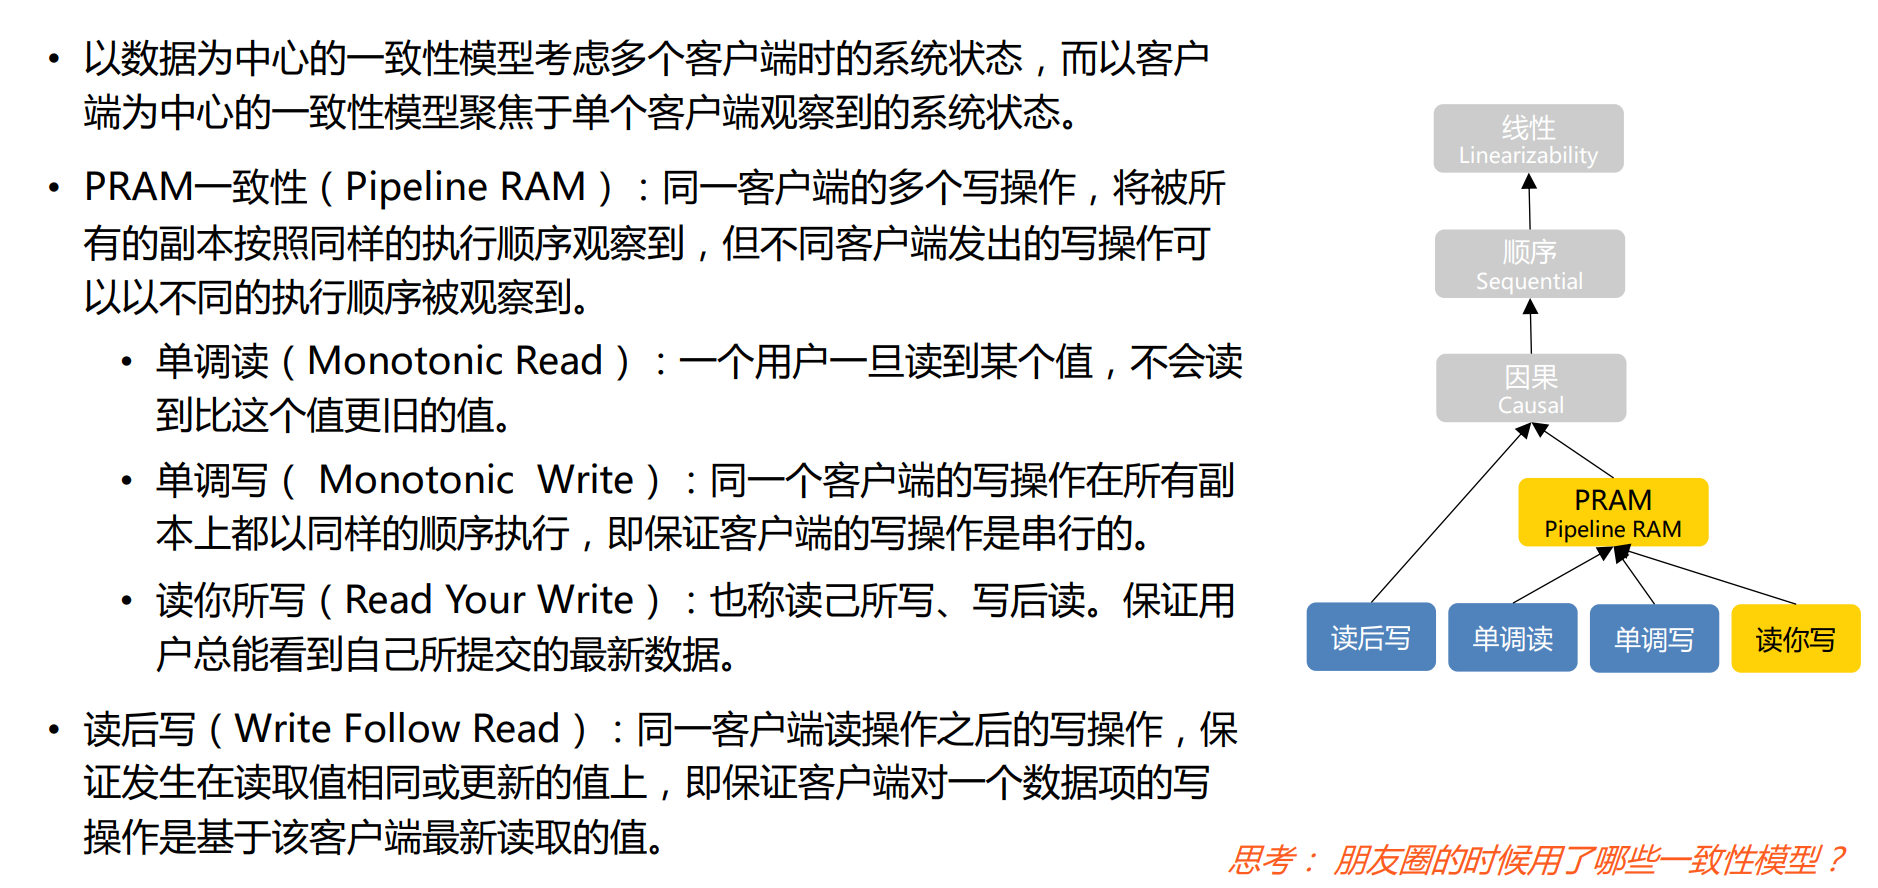 • 以数据为中心的一致性模型考虑多个客户端时的系统状态，而以客户
端为中心的一致性模型聚焦于单个客户端观察到的系统状态。
• PRAM一致性（Pipeline RAM）：同一客户端的多个写操作，将被所
有的副本按照同样的执行顺序观察到，但不同客户端发出的写操作可
以以不同的执行顺序被观察到。
• 单调读（Monotonic Read）：一个用户一旦读到某个值，不会读
到比这个值更旧的值。
• 单调写（ Monotonic Write）：同一个客户端的写操作在所有副
本上都以同样的顺序执行，即保证客户端的写操作是串行的。
• 读你所写（Read Your Write）：也称读己所写、写后读。保证用
户总能看到自己所提交的最新数据。
• 读后写（Write Follow Read）：同一客户端读操作之后的写操作，保
证发生在读取值相同或更新的值上，即保证客户端对一个数据项的写
操作是基于该客户端最新读取的值。
线性
Linearizability
顺序
Sequential
因果
Causal
PRAM
Pipeline RAM
读后写
单调读
单调写
读你写
思考： 朋友圈的时候用了哪些一致性模型？